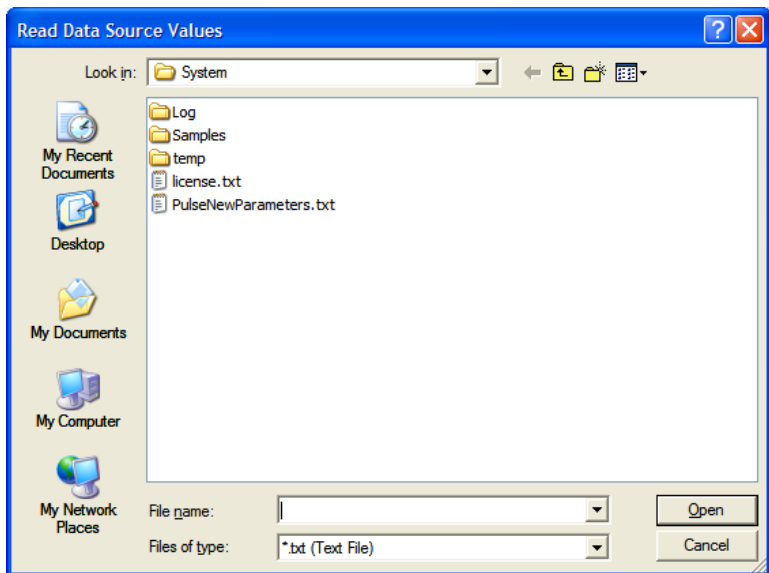 Read Data Source Values
Look in:
System
Log
Samples
temp
license.txt
PulseNewParameters.txt
My Recent
Documents
Desktop
My Documents
My Computer
My Network
Places
File name:
Open
Files of type:
*.txt (Text File)
Cancel